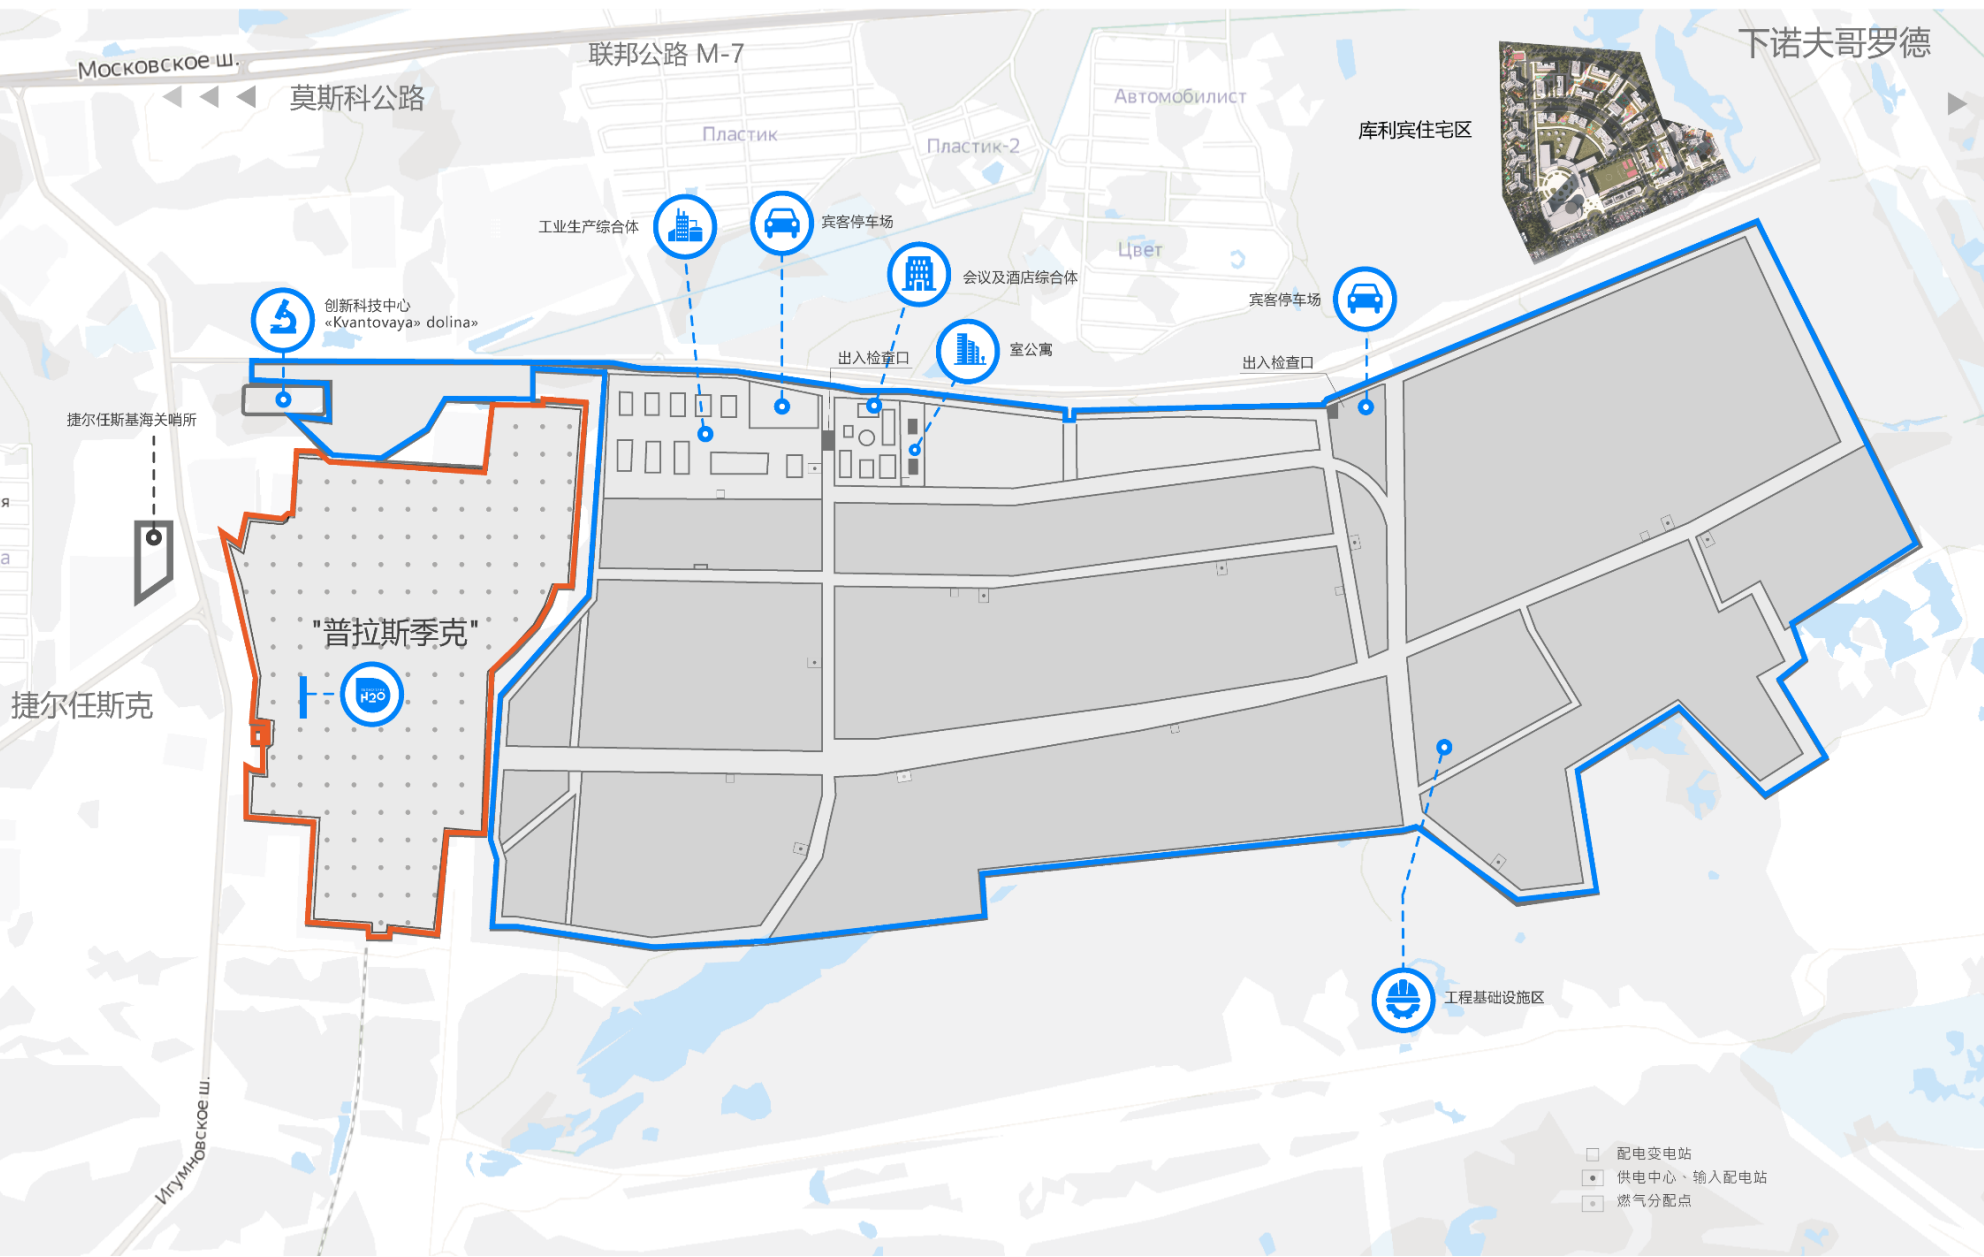 下诺夫哥罗德
联邦公路 M-7
Московское ш.
莫斯科公路
Автомобилист
库利宾住宅区
Пластик
Пластик-2
工业生产综合体
宾客停车场
Цвет
会议及酒店综合体
宾客停车场
创新科技中心
«Kvantovaya» dolina»
室公寓
出入检查口
出入检查口
捷尔任斯基海关哨所
я
а
"普拉斯季克"
H2O
捷尔任斯克
工程基础设施区
Игумновское ш.
配电变电站
供电中心、输入配电站
燃气分配点